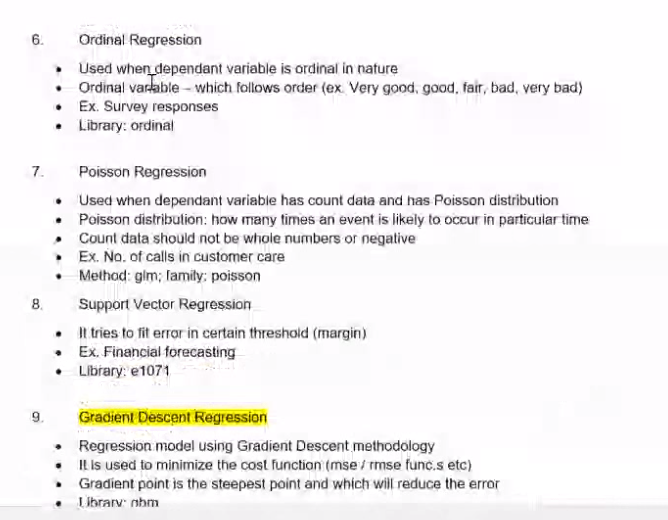 6. Ordinal Regression
• Used when dependant variable is ordinal in nature
• Ordinal variable – which follows order (ex. Very good, good, fair, bad, very bad)
• Ex. Survey responses
• Library: ordinal
7. Poisson Regression
• Used when dependant variable has count data and has Poisson distribution
• Poisson distribution: how many times an event is likely to occur in particular time
• Count data should not be whole numbers or negative
• Ex. No. of calls in customer care
• Method: glm; family: poisson
8. Support Vector Regression
• It tries to fit error in certain threshold (margin)
• Ex. Financial forecasting
• Library: e1071
9. Gradient Descent Regression
• Regression model using Gradient Descent methodology
• It is used to minimize the cost function (mse / rmse func.s etc)
• Gradient point is the steepest point and which will reduce the error
• Library: